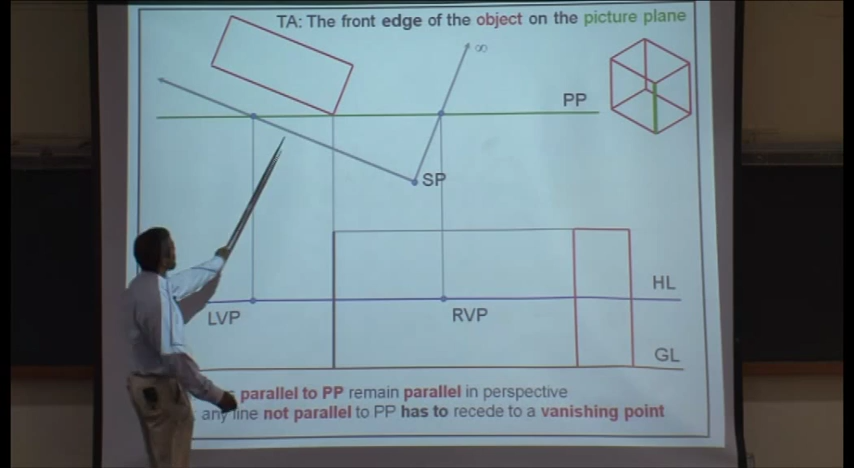 TA: The front edge of the object on the picture plane
∞
PP
SP
HL
LVP
RVP
GL
parallel to PP remain parallel in perspective
any line not parallel to PP has to recede to a vanishing point